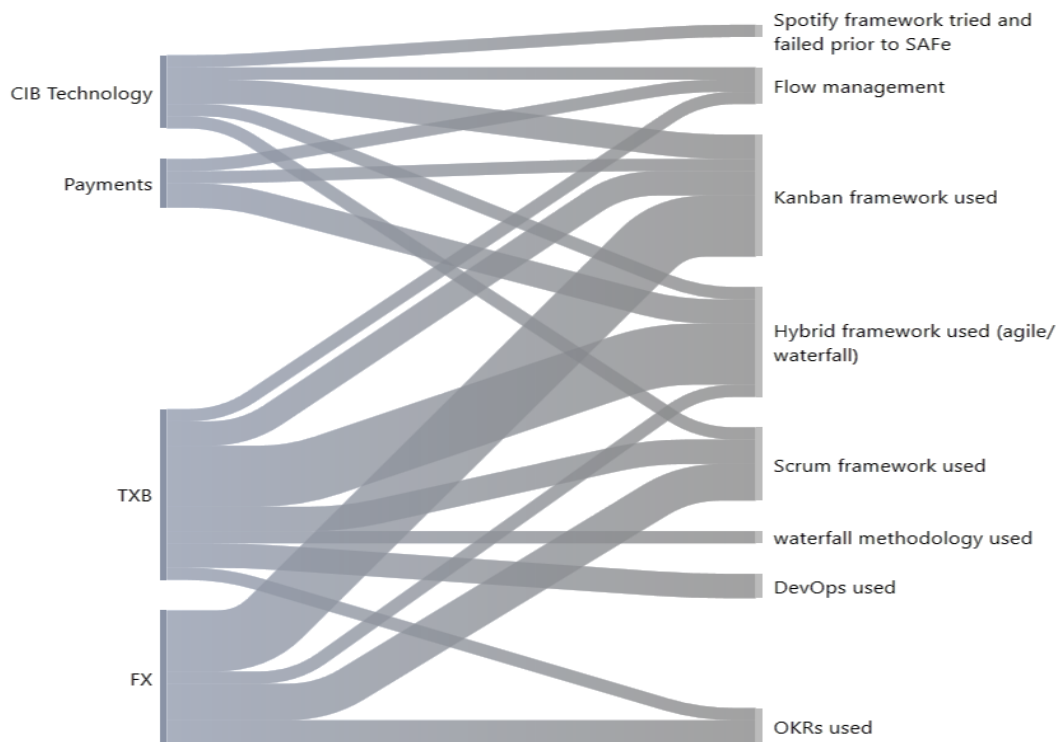 CIB Technology
Payments
TXB
FX
Spotify framework tried and
failed prior to SAFe
Flow management
Kanban framework used
Hybrid framework used (agile/
waterfall)
Scrum framework used
waterfall methodology used
DevOps used
OKRs used